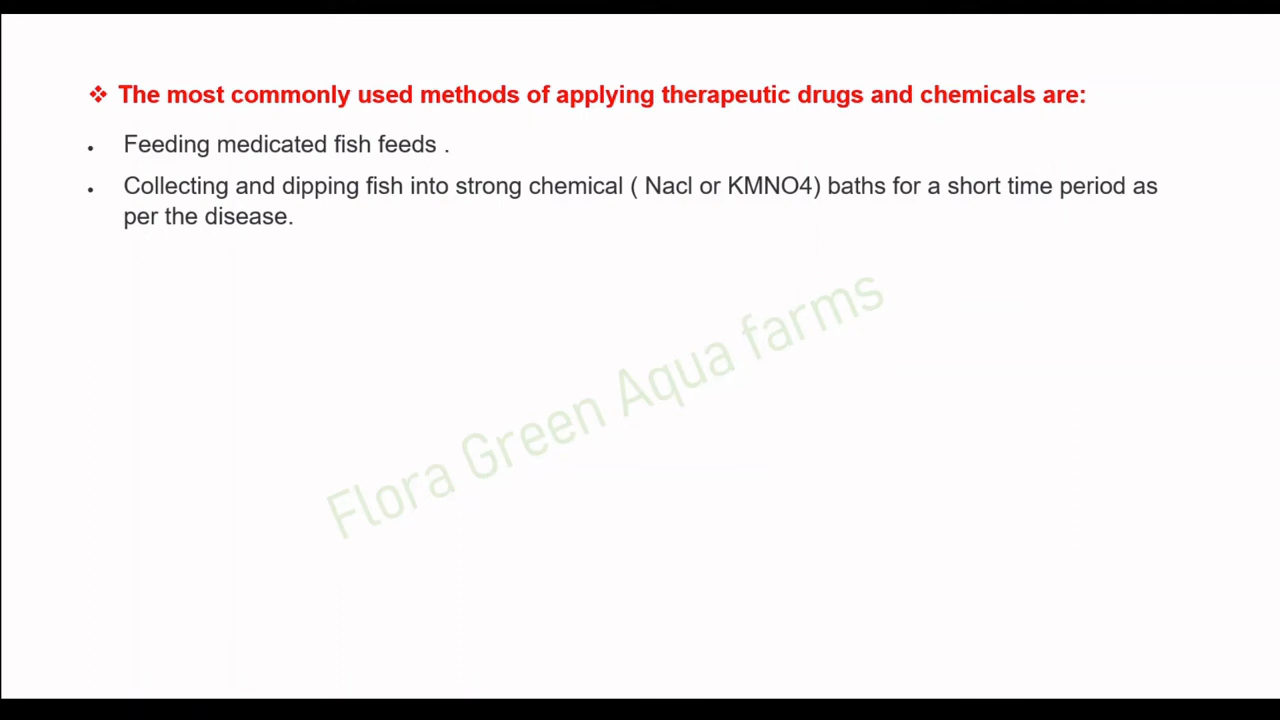 ❖ The most commonly used methods of applying therapeutic drugs and chemicals are:
• Feeding medicated fish feeds .
• Collecting and dipping fish into strong chemical ( Nacl or KMNO4) baths for a short time period as
per the disease.
Flora Green Aqua farms